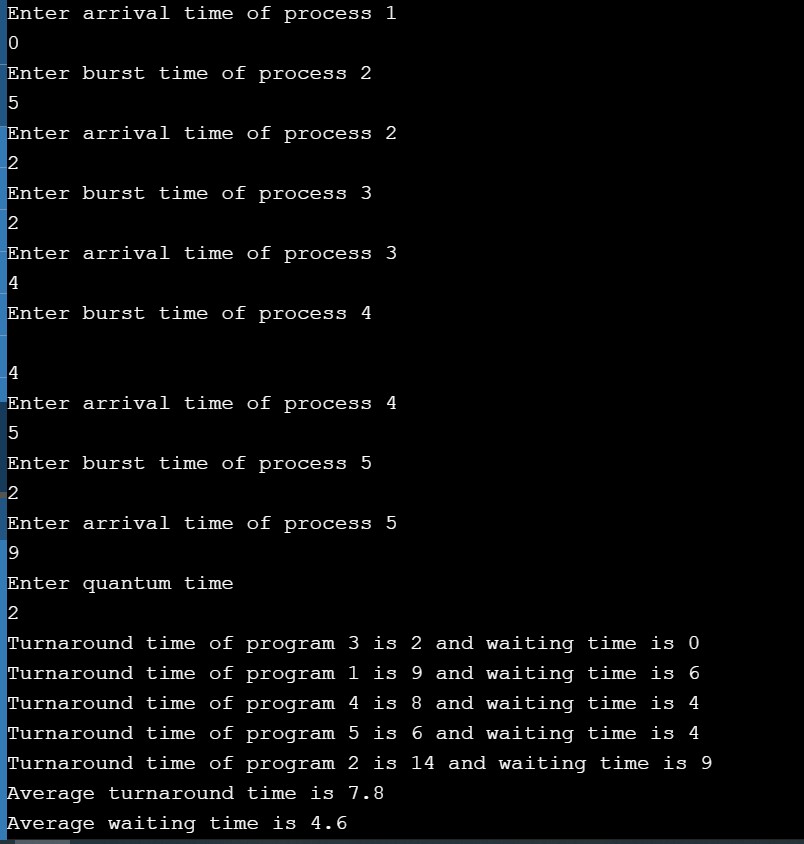 Enter arrival time of process 1
0
Enter burst time of process 2
5
Enter arrival time of process 2
2
Enter burst time of process 3
2
Enter arrival time of process 3
4
Enter burst time of process 4
4
Enter arrival time of process 4
5
Enter burst time of process 5
2
Enter arrival time of process 5
9
Enter quantum time
2
Turnaround time of program 3 is 2 and waiting time is 0
Turnaround time of program 1 is 9 and waiting time is 6
Turnaround time of program 4 is 8 and waiting time is 4
Turnaround time of program 5 is 6 and waiting time is 4
Turnaround time of program 2 is 14 and waiting time is 9
Average turnaround time is 7.8
Average waiting time is 4.6